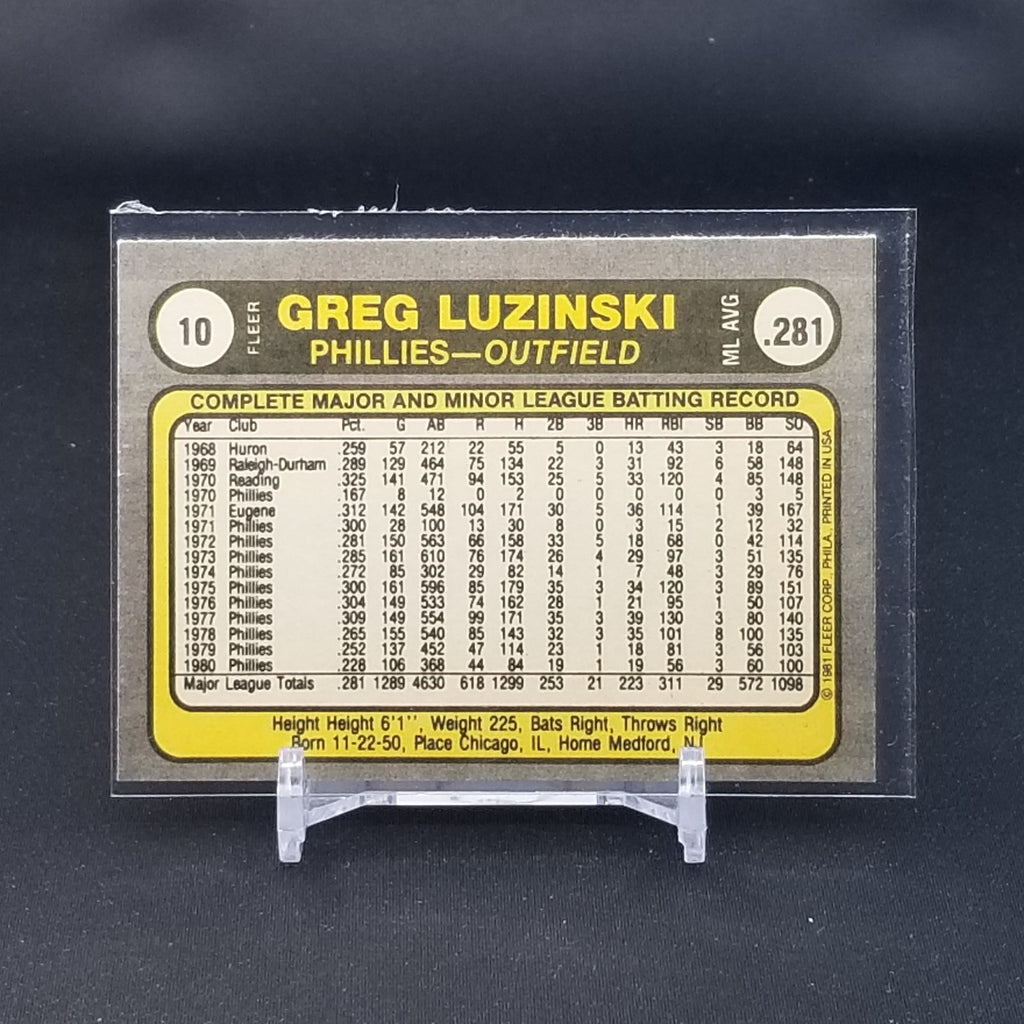 10 FLEER GREG LUZINSKI ML AVG .281
PHILLIES—OUTFIELD
COMPLETE MAJOR AND MINOR LEAGUE BATTING RECORD
Year Club Pct. G AB R H 2B 3B HR RBI SB BB SO
1968 Huron .259 57 212 22 55 5 0 13 43 3 18 64
1969 Raleigh-Durham .289 129 464 75 134 22 3 31 92 6 58 148
1970 Reading .325 141 471 94 153 25 5 33 120 4 85 148
1970 Phillies .167 8 12 0 2 0 0 0 0 0 3 5
1971 Eugene .312 142 548 104 171 30 5 36 114 1 39 167
1971 Phillies .300 28 100 13 30 8 0 3 15 2 12 32
1972 Phillies .281 150 563 66 158 33 5 18 68 0 42 114
1973 Phillies .285 161 610 76 174 26 4 29 97 3 51 135
1974 Phillies .272 85 302 29 82 14 1 7 48 3 29 76
1975 Phillies .300 161 596 85 179 35 3 34 120 3 89 151
1976 Phillies .304 149 533 74 162 28 1 21 95 1 50 107
1977 Phillies .309 149 554 99 171 35 3 39 130 3 80 140
1978 Phillies .265 155 540 85 143 32 3 35 101 8 100 135
1979 Phillies .252 137 452 47 114 23 1 18 81 3 56 103
1980 Phillies .228 106 368 44 84 19 1 19 56 3 60 100
Major League Totals .281 1289 4630 618 1299 253 21 223 311 29 572 1098
Height Height 6'1'', Weight 225, Bats Right, Throws Right
Born 11-22-50, Place Chicago, IL, Home Medford, NJ
© 1981 FLEER CORP., PHILA., PRINTED IN USA